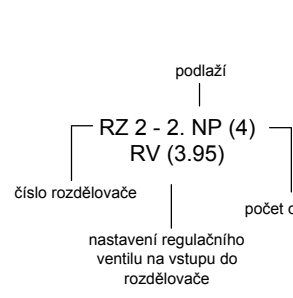 podlaží
RZ 2 - 2. NP (4)
RV (3.95)
číslo rozdělovače
počet
nastavení regulačního
ventilu na vstupu do
rozdělovače